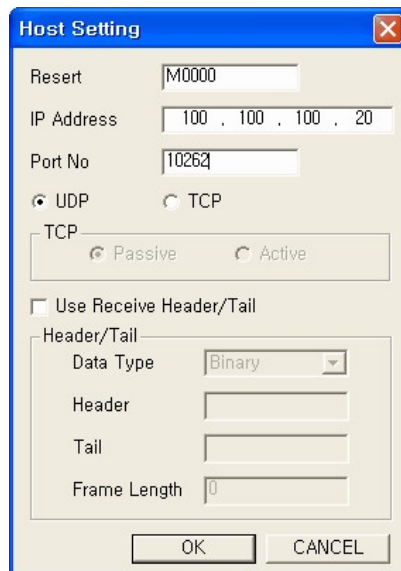 Host Setting
Resert M0000
IP Address 100 . 100 . 100 . 20
Port No 10262
UDP TCP
TCP
Passive Active
Use Receive Header/Tail
Header/Tail
Data Type Binary
Header
Tail
Frame Length 0
OK CANCEL